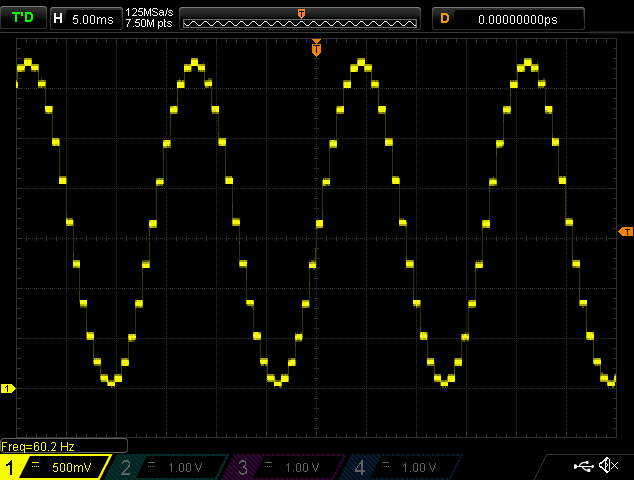 T'D H 5.00ms 125MSa/s 7.50M pts T D 0.00000000ps
T
T
1
Freq=60.2 Hz
1 500mV 2 1.00 V 3 1.00 V 4 1.00 V